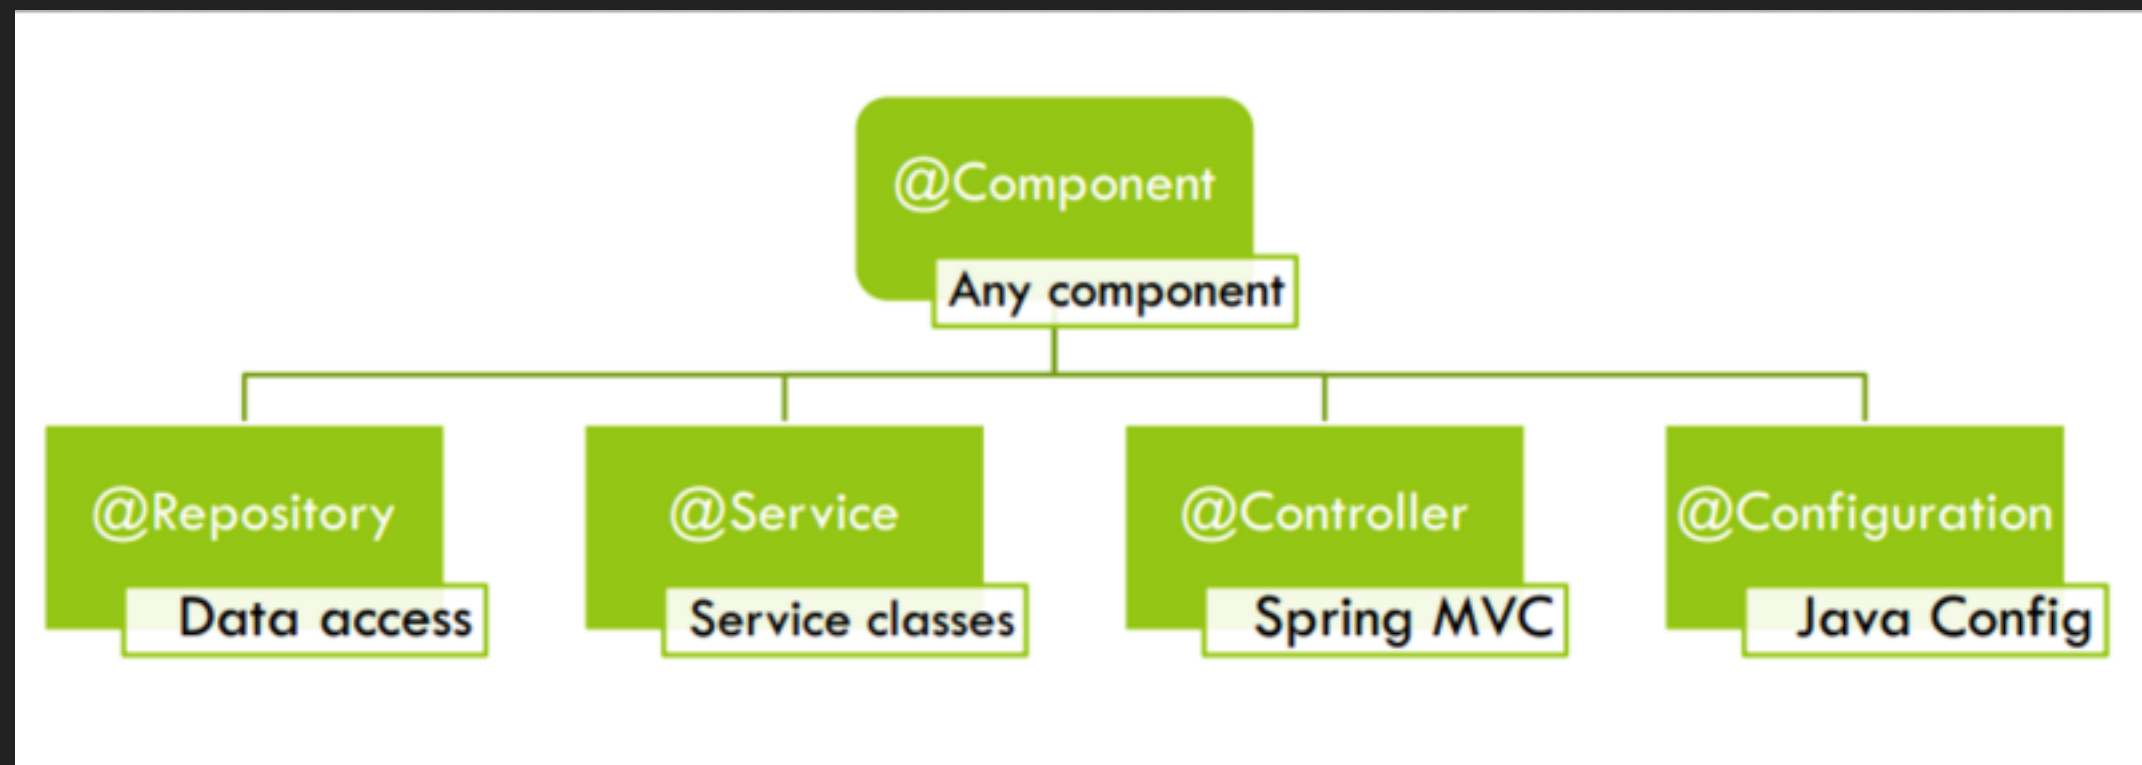 @Component
Any component
@Repository
Data access
@Service
Service classes
@Controller
Spring MVC
@Configuration
Java Config